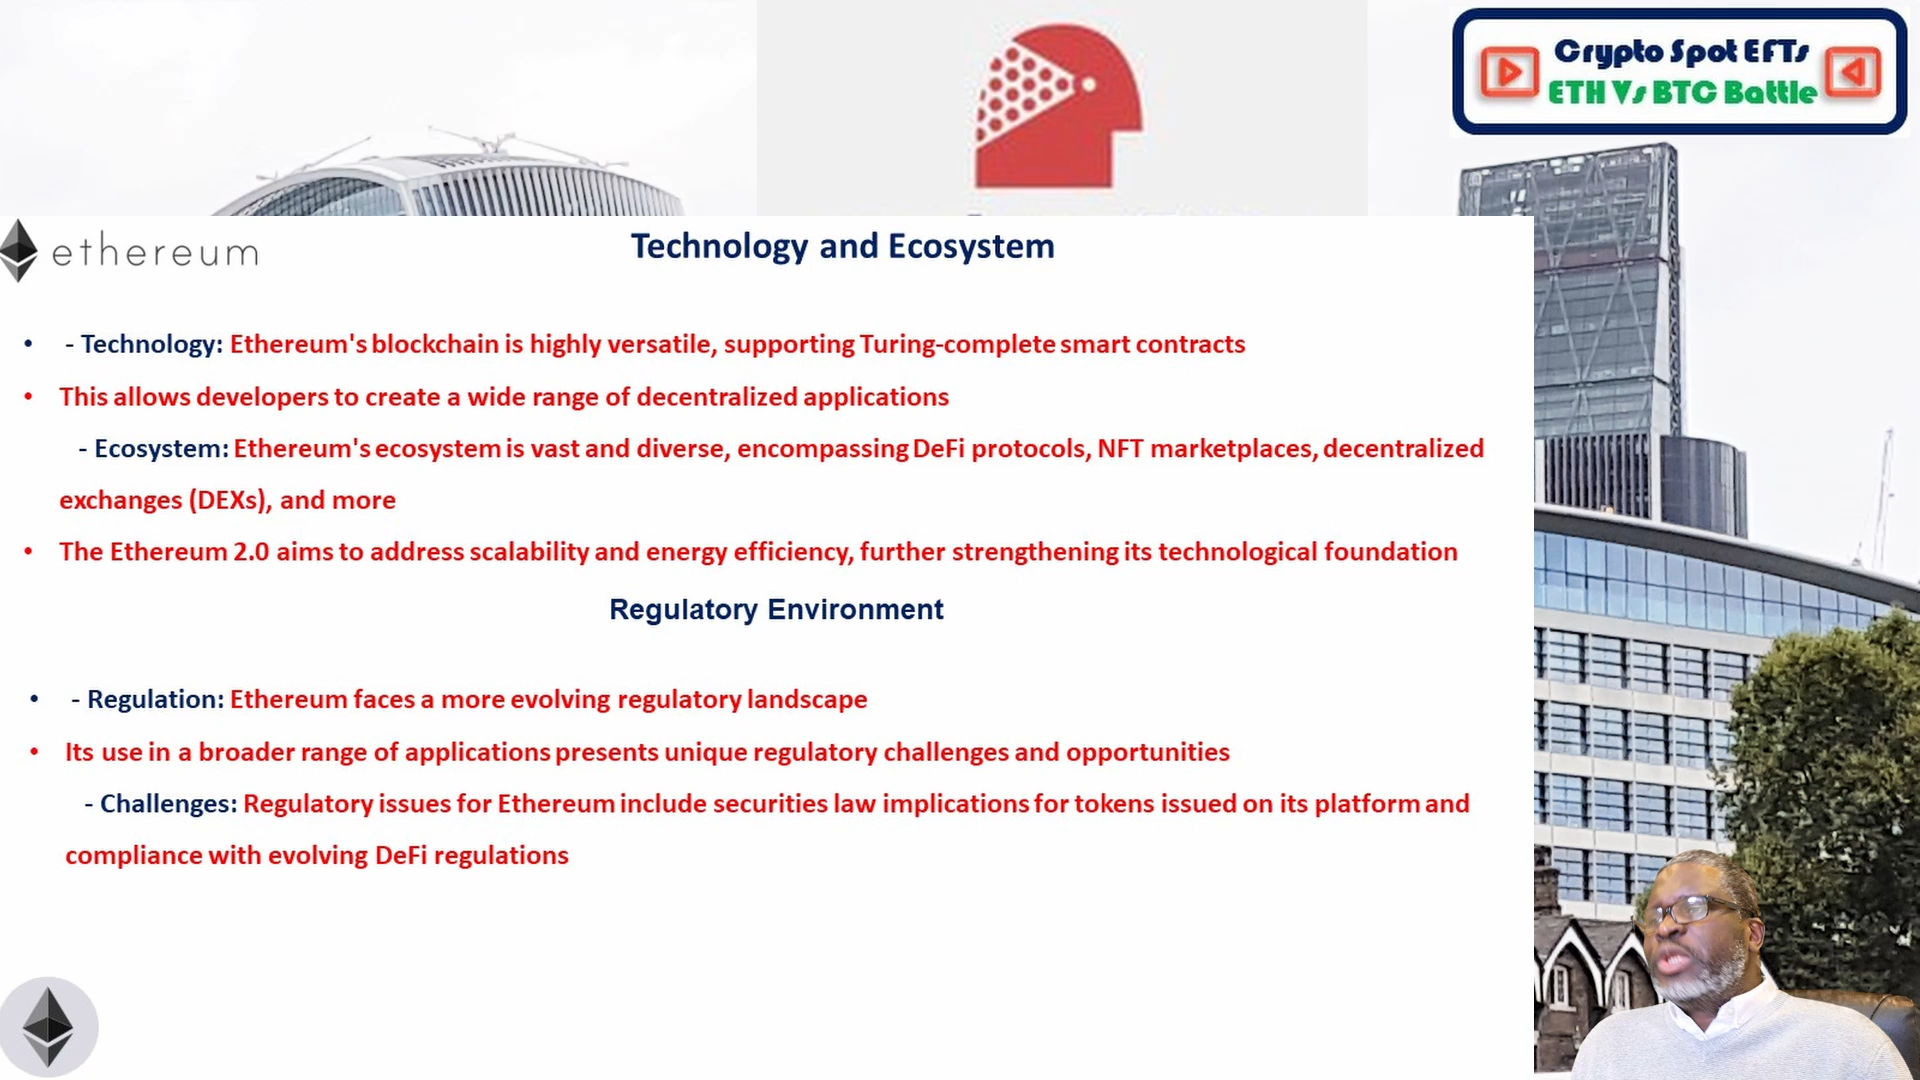 Crypto Spot EFTs
ETH Vs BTC Battle
ethereum
Technology and Ecosystem
• - Technology: Ethereum's blockchain is highly versatile, supporting Turing-complete smart contracts
• This allows developers to create a wide range of decentralized applications
- Ecosystem: Ethereum's ecosystem is vast and diverse, encompassing DeFi protocols, NFT marketplaces, decentralized
exchanges (DEXs), and more
• The Ethereum 2.0 aims to address scalability and energy efficiency, further strengthening its technological foundation
Regulatory Environment
• - Regulation: Ethereum faces a more evolving regulatory landscape
• Its use in a broader range of applications presents unique regulatory challenges and opportunities
- Challenges: Regulatory issues for Ethereum include securities law implications for tokens issued on its platform and
compliance with evolving DeFi regulations